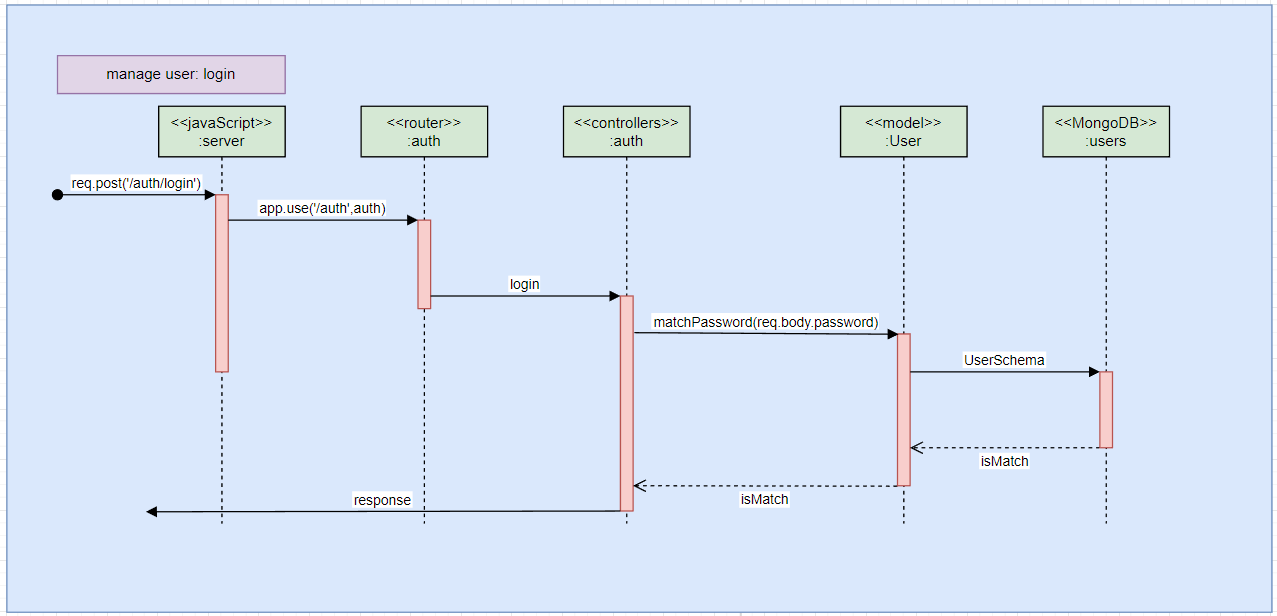 manage user: login
<<javaScript>>
:server
<<router>>
:auth
<<controllers>>
:auth
<<model>>
:User
<<MongoDB>>
:users
req.post('/auth/login')
app.use('/auth',auth)
login
matchPassword(req.body.password)
UserSchema
isMatch
isMatch
response